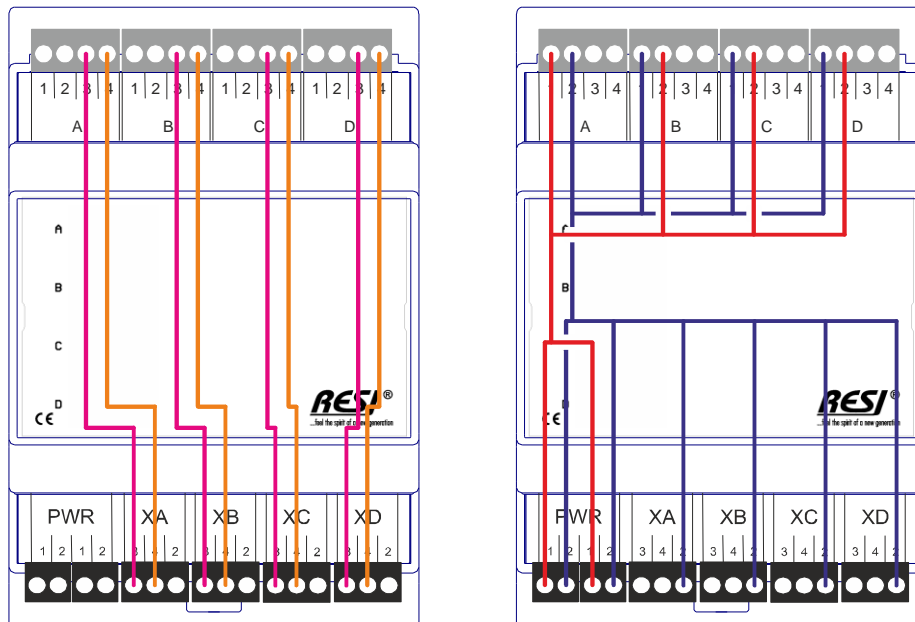 1 2 3 4 1 2 3 4 1 2 3 4 1 2 3 4
A B C D
A
B
C
D
CE
RESI®
...feel the spirit of a new generation
PWR XA XB XC XD
1 2 1 2 3 4 2 3 4 2 3 4 2 3 4 2
1 2 3 4 1 2 3 4 1 2 3 4 1 2 3 4
A B C D
B
D
CE
RESI®
...feel the spirit of a new generation
PWR XA XB XC XD
1 2 1 2 3 4 2 3 4 2 3 4 2 3 4 2